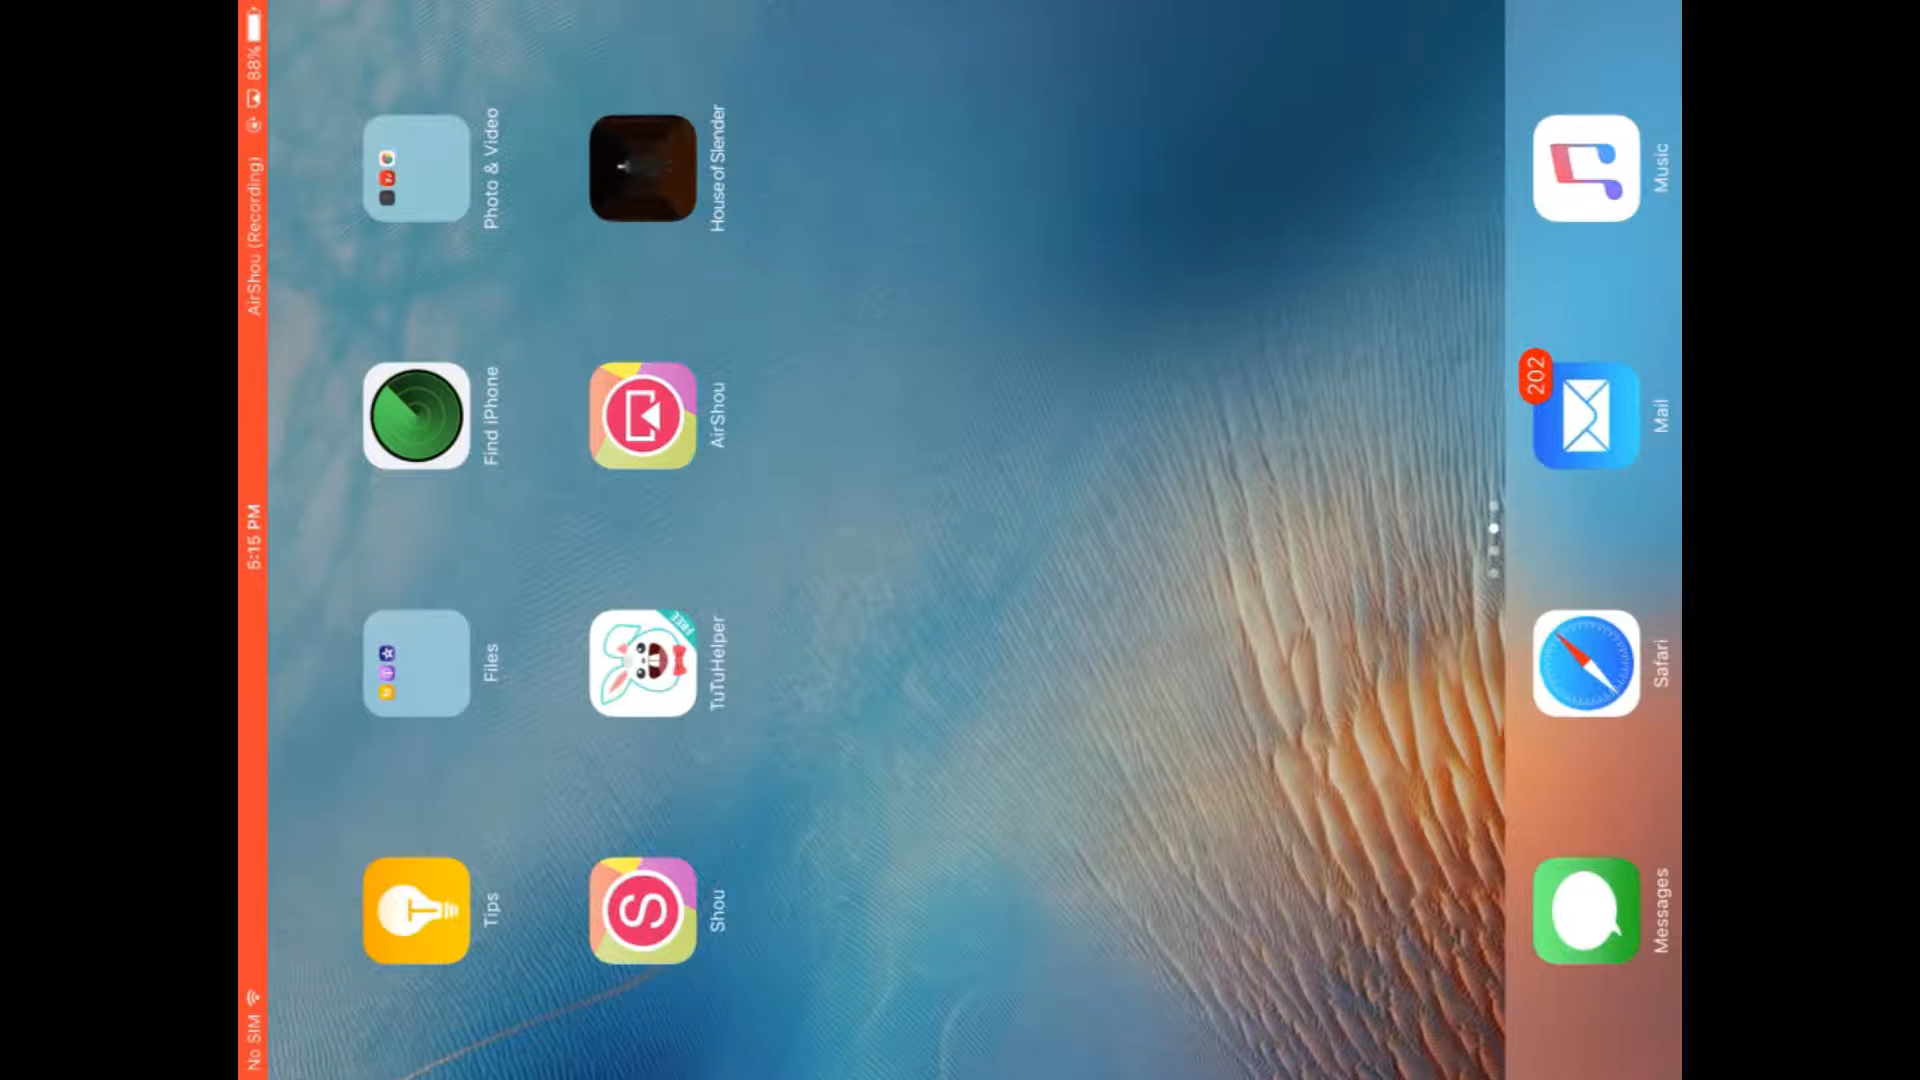 No SIM
5:15 PM
AirShou (Recording)
88%
Tips
Files
Find iPhone
Photo & Video
Shou
TuTuHelper
AirShou
House of Slender
FREE
S
202
Messages
Safari
Mail
Music